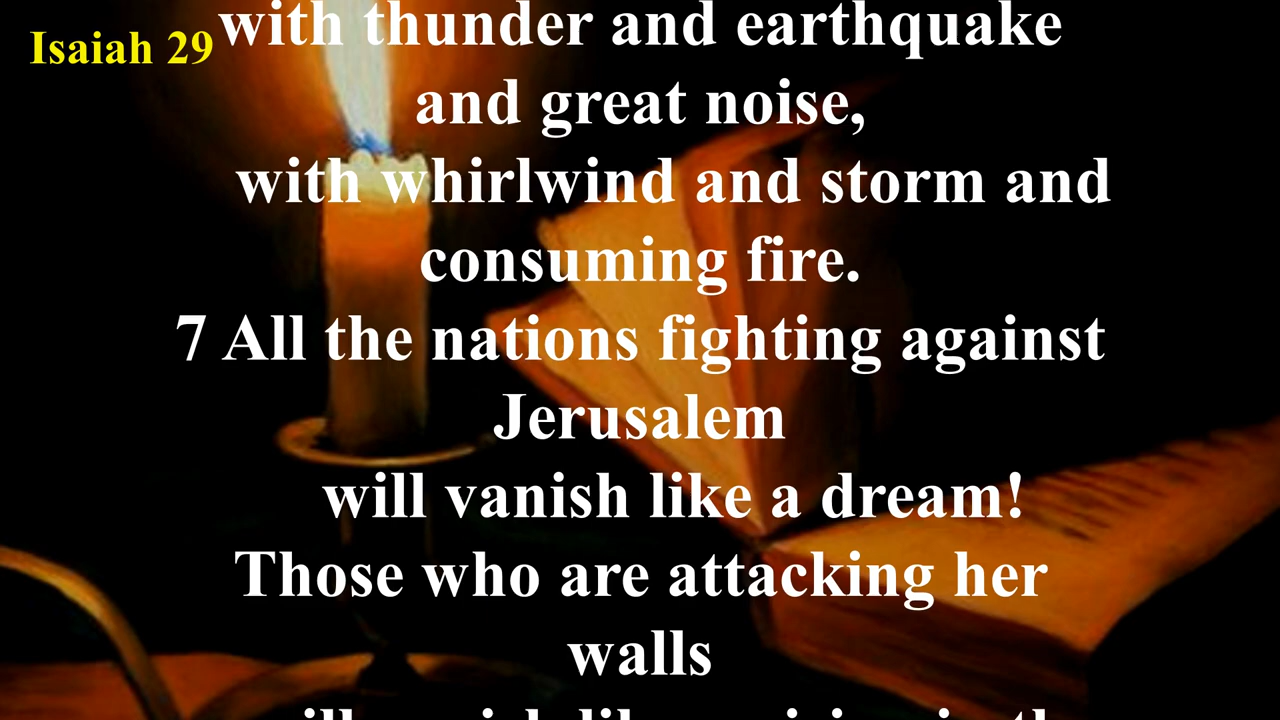 Isaiah 29
with thunder and earthquake
and great noise,
with whirlwind and storm and
consuming fire.
7 All the nations fighting against
Jerusalem
will vanish like a dream!
Those who are attacking her
walls